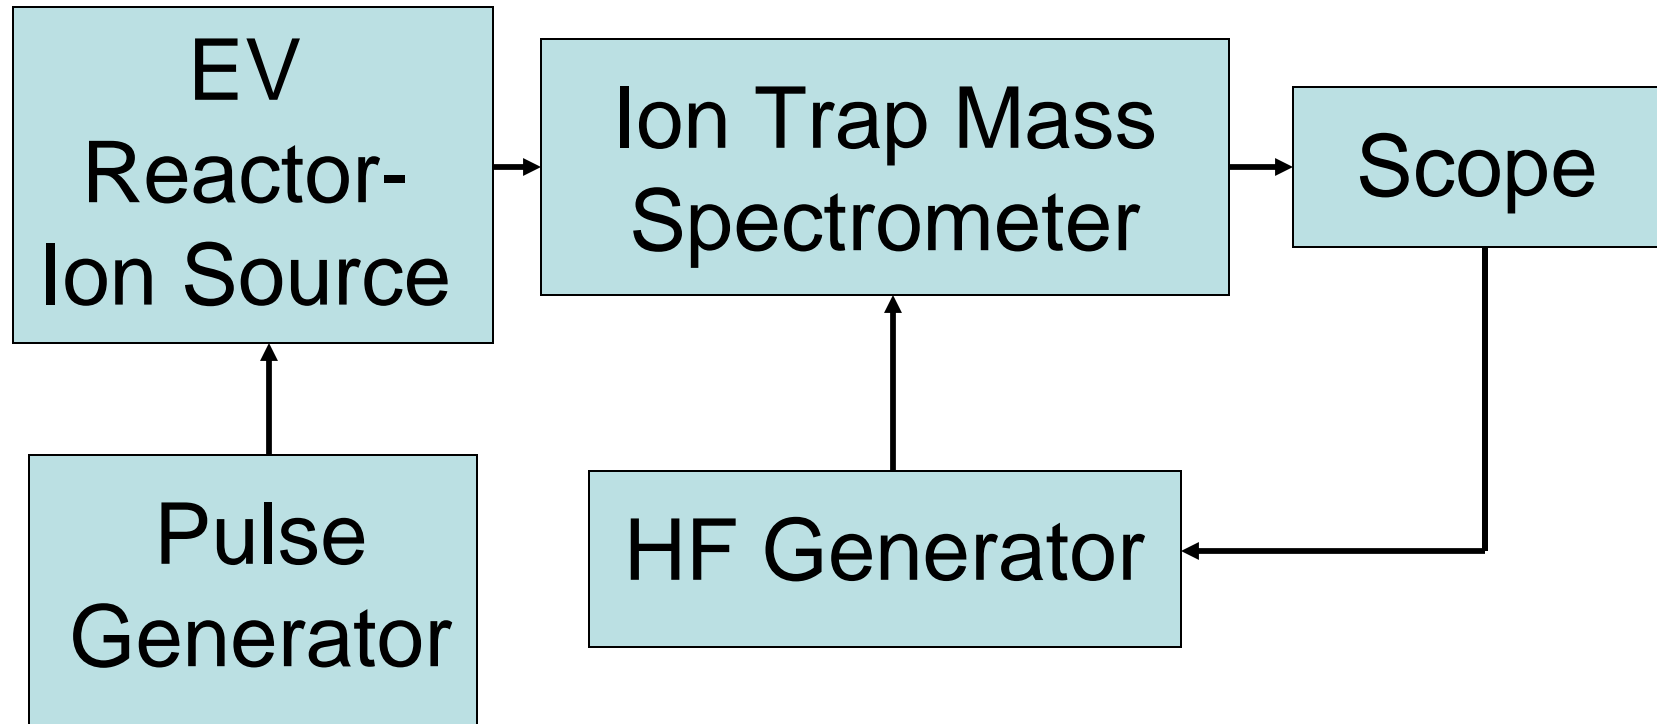 EV
Reactor-
Ion Source
Ion Trap Mass
Spectrometer
Scope
Pulse
Generator
HF Generator